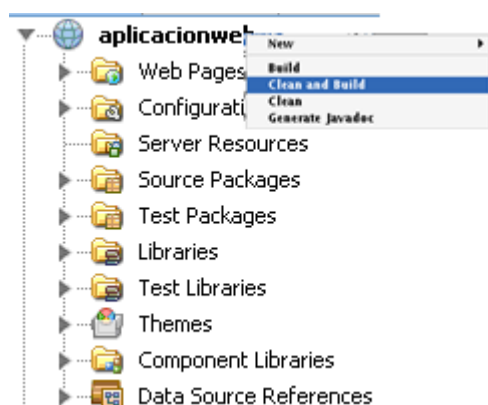 aplicacionwe
New
Web Pages
Build
Clean and Build
Configurati
Clean
Generate Javadoc
Server Resources
Source Packages
Test Packages
Libraries
Test Libraries
Themes
Component Libraries
Data Source References